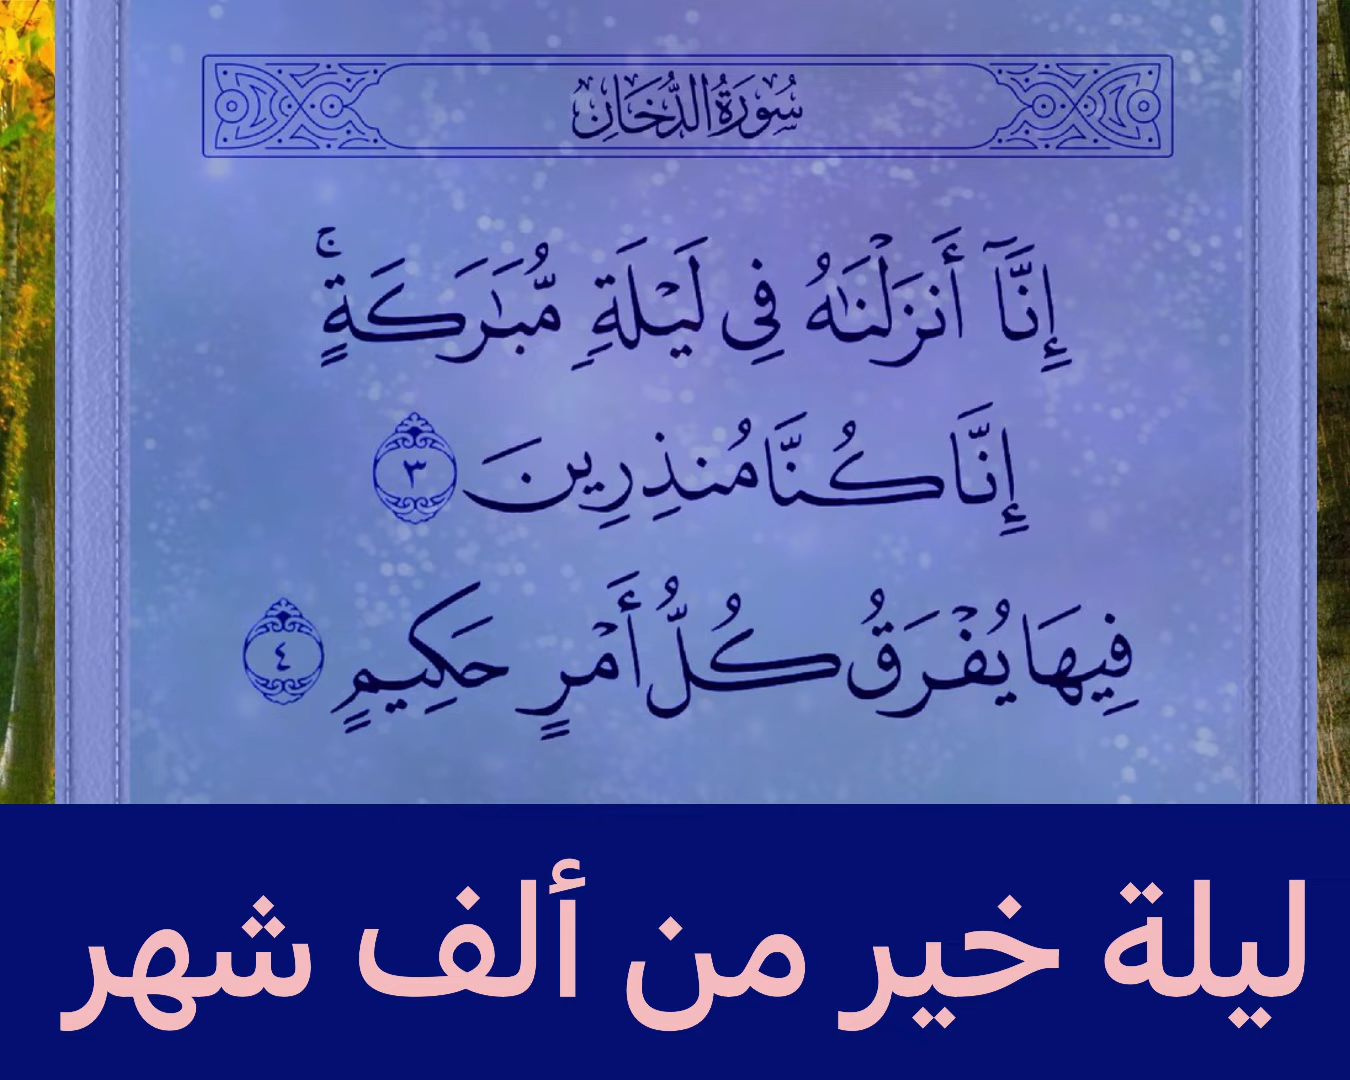 سُورَةُ الدُّخَانِ
إِنَّآ أَنزَلْنَٰهُ فِى لَيْلَةٍ مُّبَٰرَكَةٍ ۚ
إِنَّا كُنَّا مُنذِرِينَ ٣
فِيهَا يُفْرَقُ كُلُّ أَمْرٍ حَكِيمٍ ٤
ليلة خير من ألف شهر